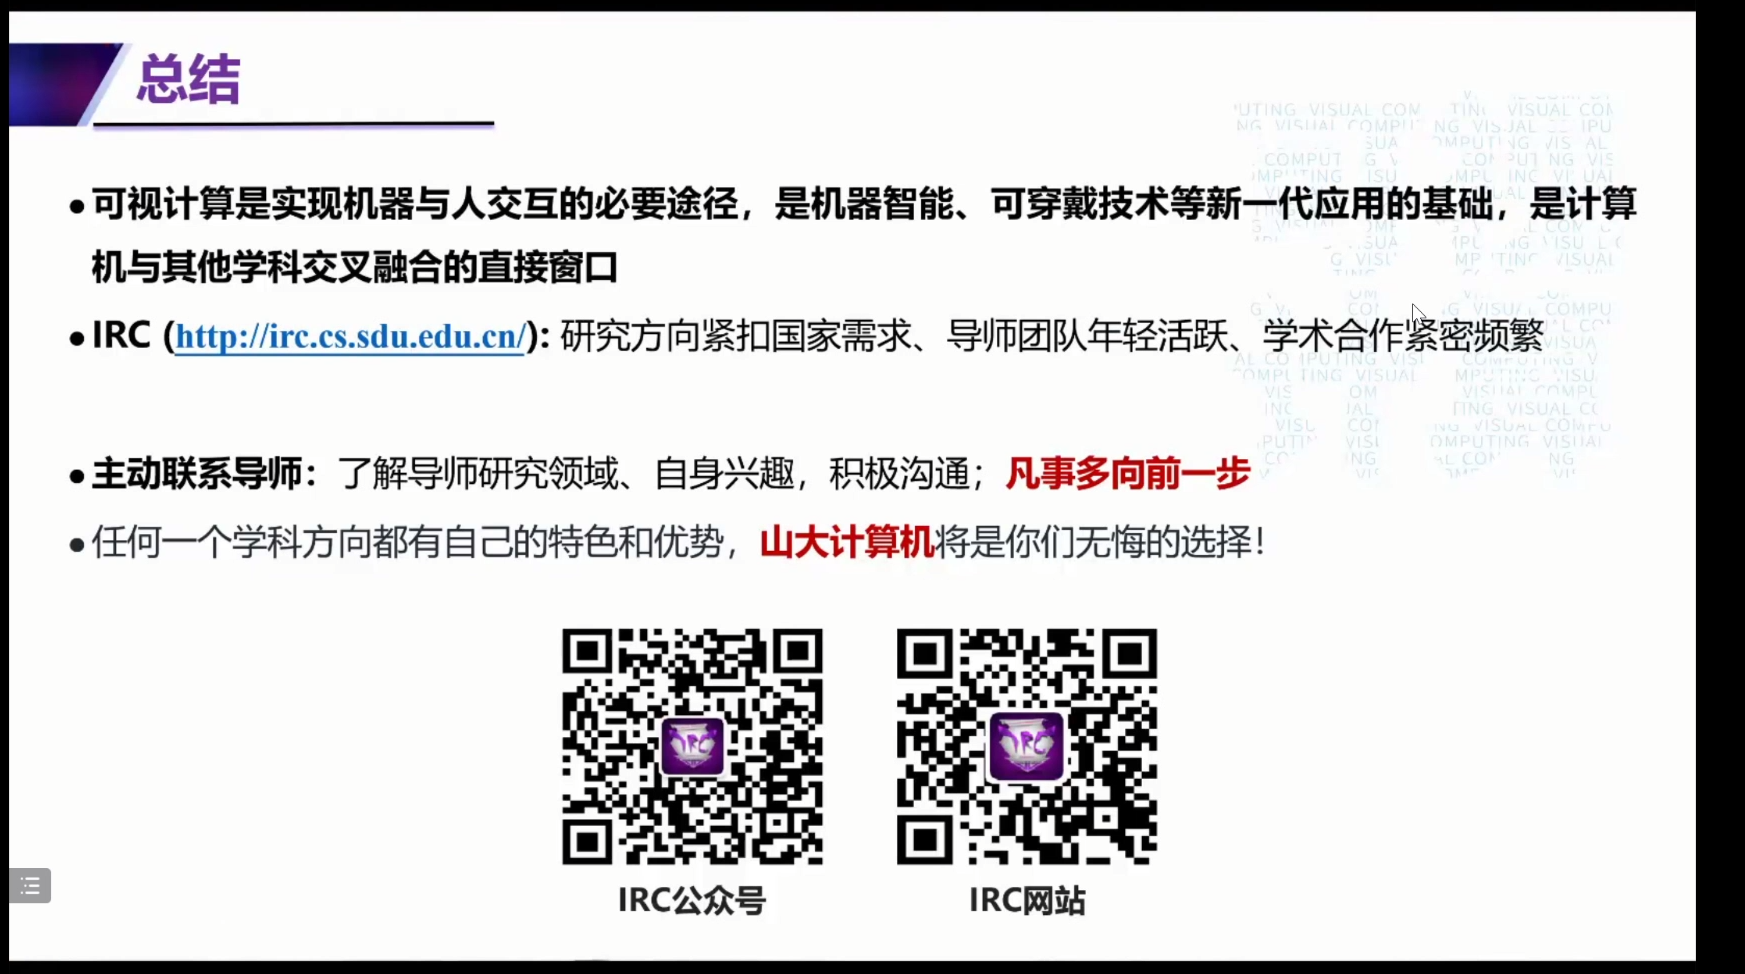 总结
●可视计算是实现机器与人交互的必要途径，是机器智能、可穿戴技术等新一代应用的基础，是计算
机与其他学科交叉融合的直接窗口
●IRC (http://irc.cs.sdu.edu.cn/): 研究方向紧扣国家需求、导师团队年轻活跃、学术合作紧密频繁
●主动联系导师：了解导师研究领域、自身兴趣，积极沟通；凡事多向前一步
●任何一个学科方向都有自己的特色和优势，山大计算机将是你们无悔的选择！
IRC
IRC
IRC公众号
IRC网站